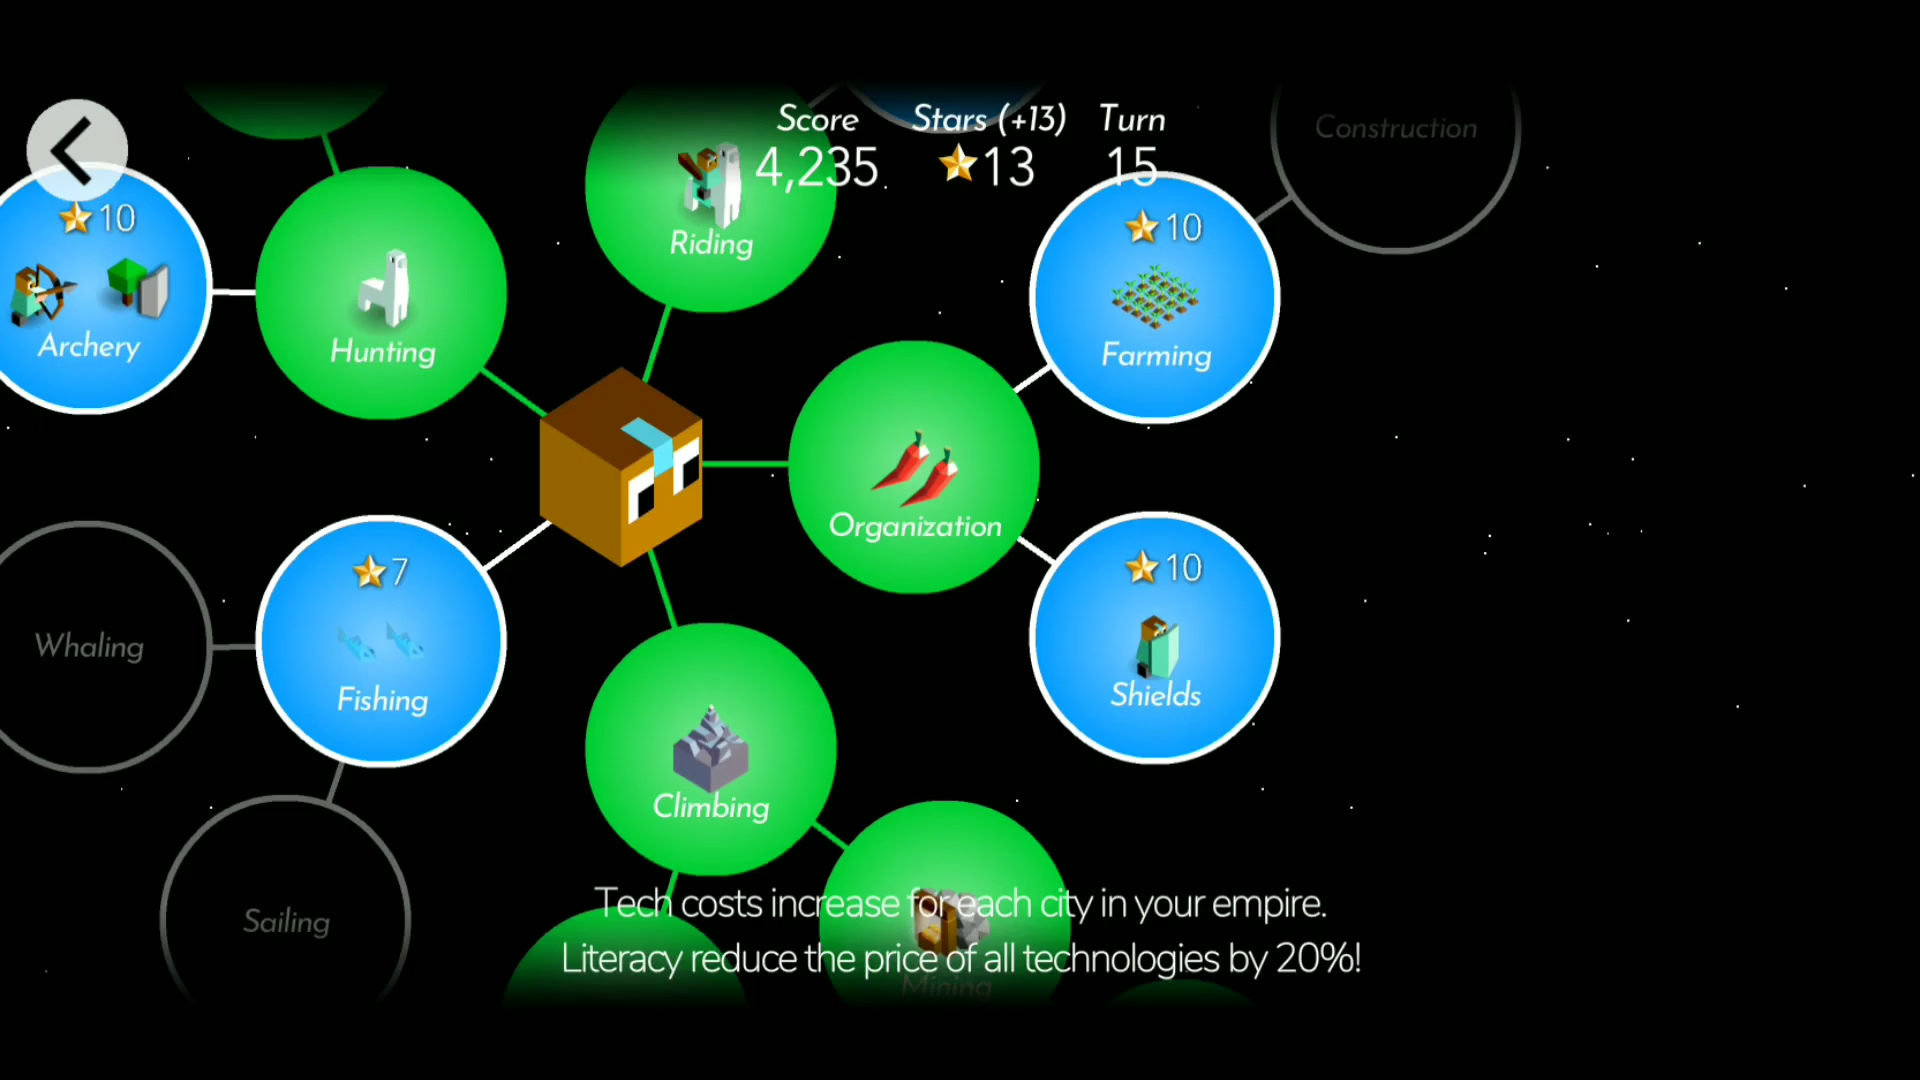 Score
Stars (+13)
Turn
4,235
13
15
Construction
Riding
10
Archery
Hunting
10
Farming
Organization
7
Fishing
Whaling
10
Shields
Climbing
Sailing
Mining
Tech costs increase for each city in your empire.
Literacy reduce the price of all technologies by 20%!